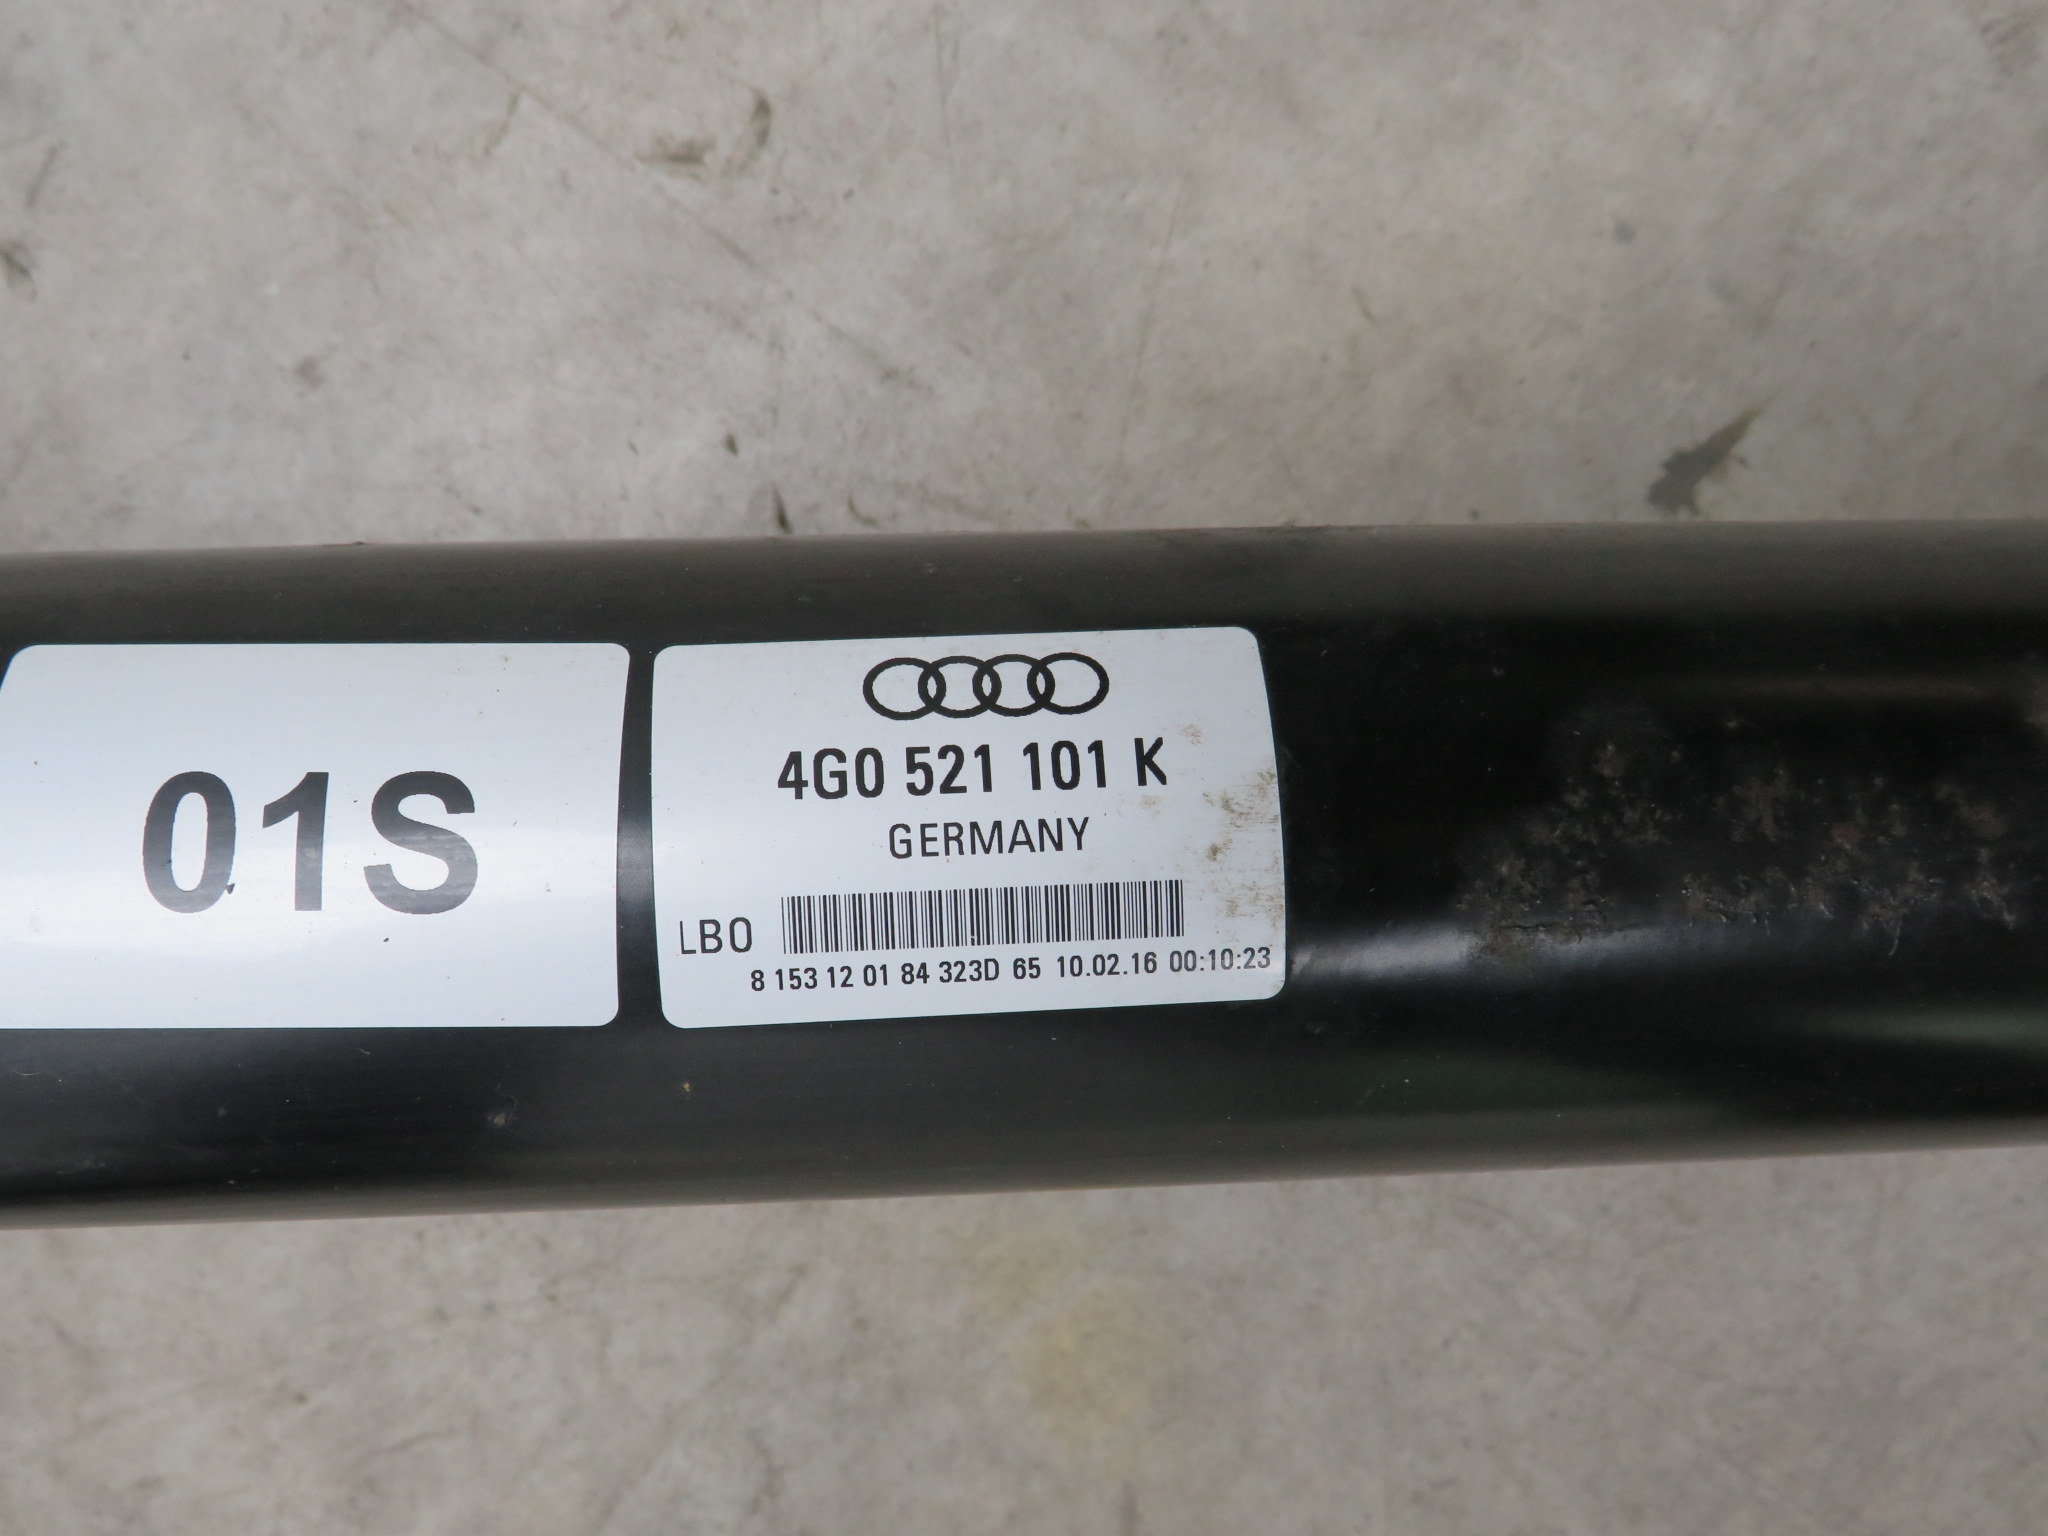 01S
4G0 521 101 K
GERMANY
LBO
8 153 12 01 84 323D 65 10.02.16 00:10:23